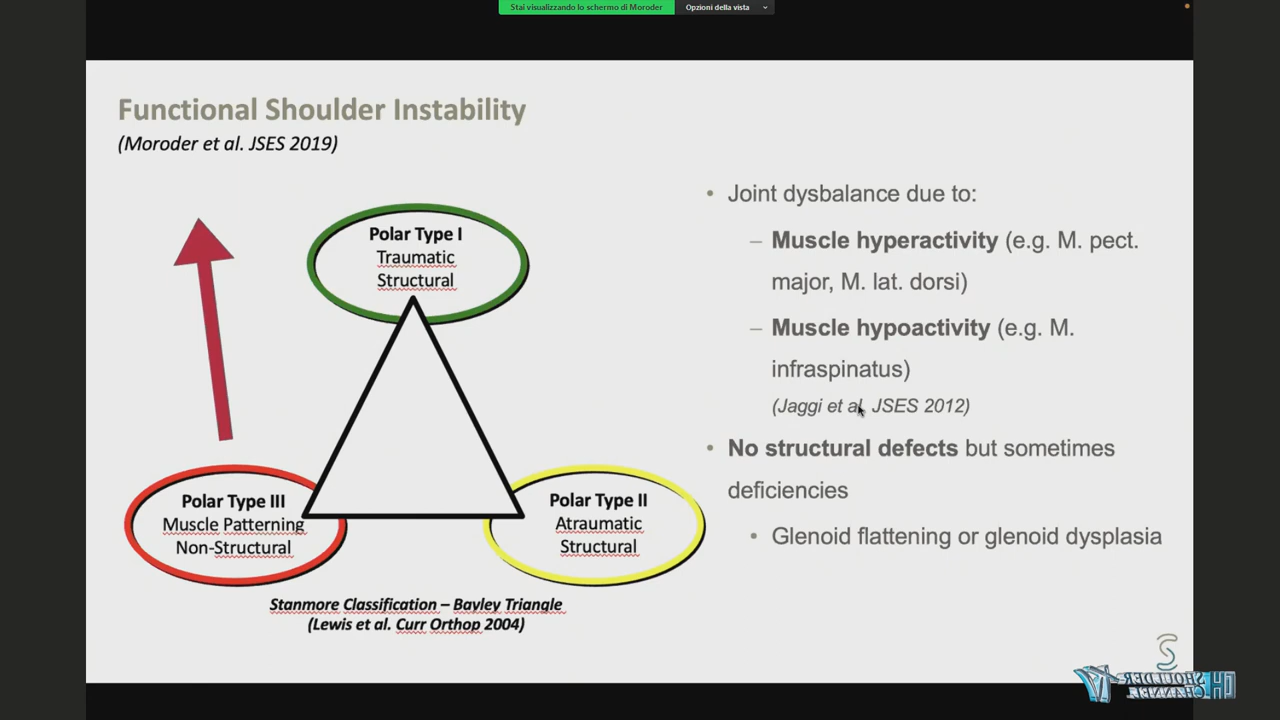 Stai visualizzando lo schermo di Moroder
Opzioni della vista
Functional Shoulder Instability
(Moroder et al. JSES 2019)
Polar Type I
Traumatic
Structural
Polar Type III
Muscle Patterning
Non-Structural
Polar Type II
Atraumatic
Structural
Stanmore Classification – Bayley Triangle
(Lewis et al. Curr Orthop 2004)
• Joint dysbalance due to:
– Muscle hyperactivity (e.g. M. pect.
major, M. lat. dorsi)
– Muscle hypoactivity (e.g. M.
infraspinatus)
(Jaggi et al. JSES 2012)
• No structural defects but sometimes
deficiencies
• Glenoid flattening or glenoid dysplasia
SHOULDER
CHANNEL